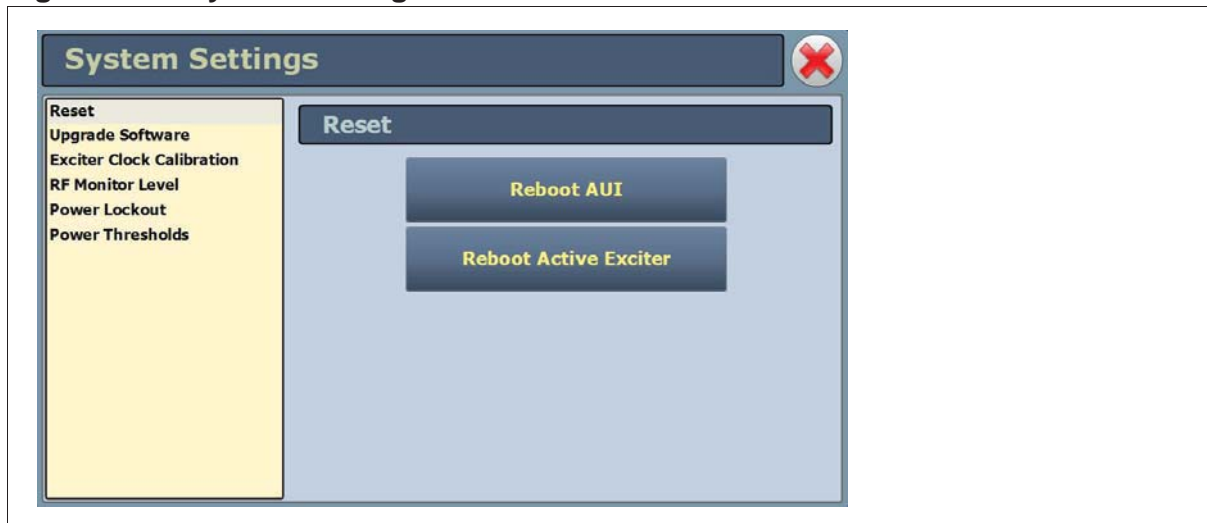 System Settings
Reset
Upgrade Software
Exciter Clock Calibration
RF Monitor Level
Power Lockout
Power Thresholds
Reset
Reboot AUI
Reboot Active Exciter